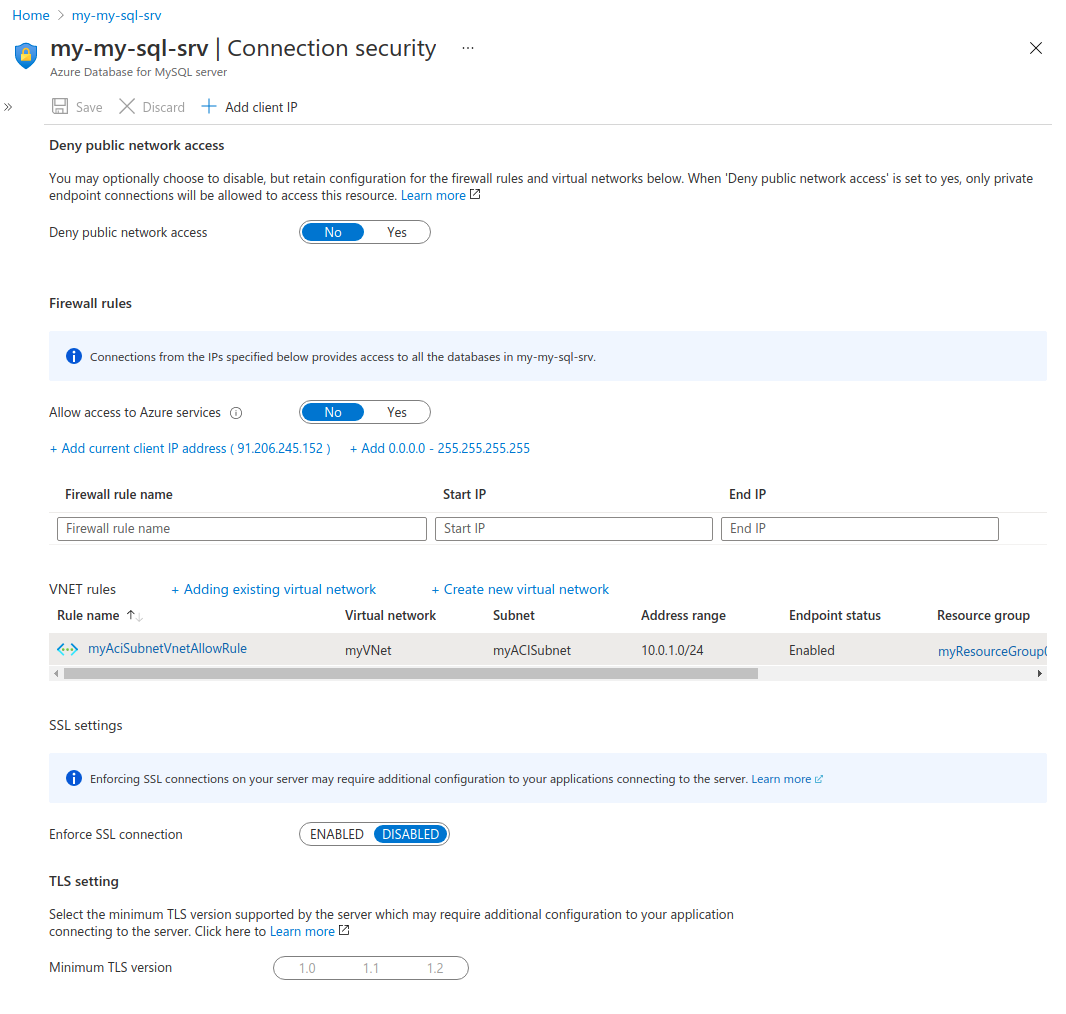 Home > my-my-sql-srv
my-my-sql-srv | Connection security ...
Azure Database for MySQL server
» Save Discard + Add client IP
Deny public network access
You may optionally choose to disable, but retain configuration for the firewall rules and virtual networks below. When 'Deny public network access' is set to yes, only private
endpoint connections will be allowed to access this resource. Learn more
Deny public network access No Yes
Firewall rules
Connections from the IPs specified below provides access to all the databases in my-my-sql-srv.
Allow access to Azure services No Yes
+ Add current client IP address ( 91.206.245.152 ) + Add 0.0.0.0 - 255.255.255.255
Firewall rule name Start IP End IP
Firewall rule name Start IP End IP
VNET rules + Adding existing virtual network + Create new virtual network
Rule name ↑↓ Virtual network Subnet Address range Endpoint status Resource group
myAciSubnetVnetAllowRule myVNet myACISubnet 10.0.1.0/24 Enabled myResourceGroup
SSL settings
Enforcing SSL connections on your server may require additional configuration to your applications connecting to the server. Learn more
Enforce SSL connection ENABLED DISABLED
TLS setting
Select the minimum TLS version supported by the server which may require additional configuration to your application
connecting to the server. Click here to Learn more
Minimum TLS version 1.0 1.1 1.2